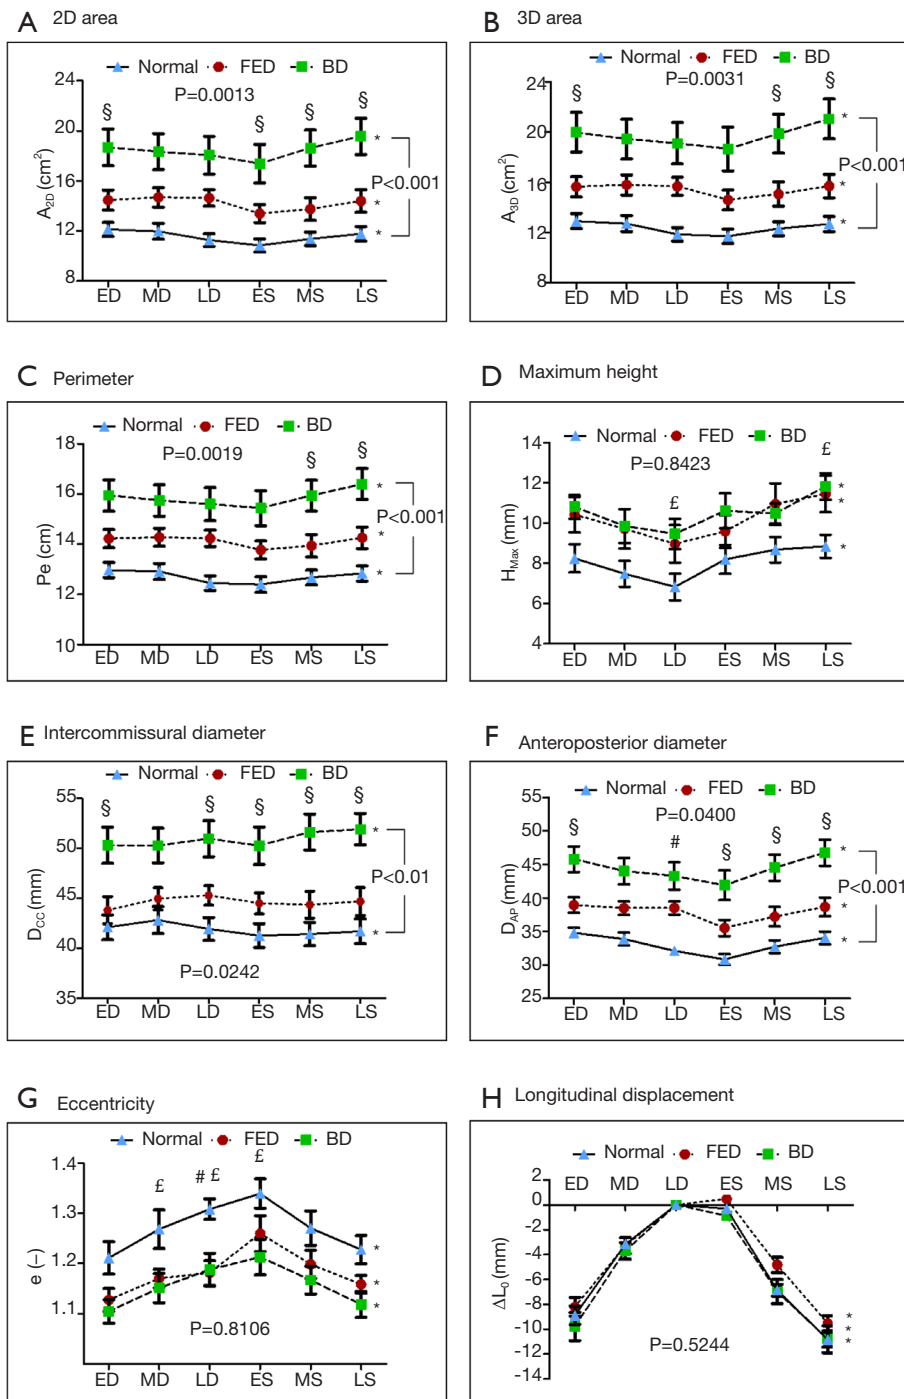 A 2D area
Normal FED BD
P=0.0013
§ § § §
24
20
16
12
8
A2D (cm²)
* * *
P<0.001
ED MD LD ES MS LS
B 3D area
Normal FED BD
P=0.0031
§ § §
24
20
16
12
8
A3D (cm²)
* * *
P<0.001
ED MD LD ES MS LS
C Perimeter
Normal FED BD
P=0.0019
§ §
18
16
14
12
10
Pe (cm)
* * *
P<0.001
ED MD LD ES MS LS
D Maximum height
Normal FED BD
P=0.8423
£ £
14
12
10
8
6
4
HMax (mm)
* * *
ED MD LD ES MS LS
E Intercommissural diameter
Normal FED BD
§ § § § §
55
50
45
40
35
DCC (mm)
* *
P<0.01
P=0.0242
ED MD LD ES MS LS
F Anteroposterior diameter
Normal FED BD
P=0.0400
§ # § § §
55
50
45
40
35
30
25
DAP (mm)
* * *
P<0.001
ED MD LD ES MS LS
G Eccentricity
Normal FED BD
£ # £ £
1.4
1.3
1.2
1.1
e (–)
* * *
P=0.8106
ED MD LD ES MS LS
H Longitudinal displacement
Normal FED BD
ED MD LD ES MS LS
2
0
-2
-4
-6
-8
-10
-12
-14
ΔL0 (mm)
* * *
P=0.5244